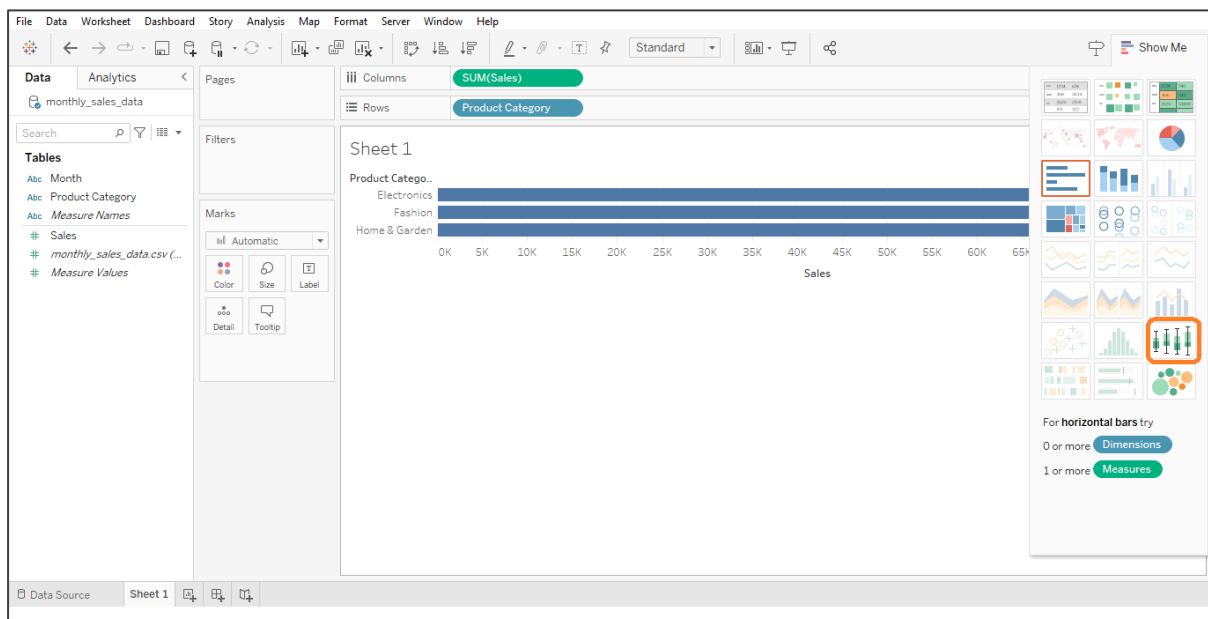 File Data Worksheet Dashboard Story Analysis Map Format Server Window Help
Standard
Show Me
Data Analytics
monthly_sales_data
Search
Tables
Abc Month
Abc Product Category
Abc Measure Names
# Sales
# monthly_sales_data.csv (...
# Measure Values
Pages
Filters
Marks
Automatic
Color Size Label
Detail Tooltip
iii Columns SUM(Sales)
Rows Product Category
Sheet 1
Product Catego..
Electronics
Fashion
Home & Garden
0K 5K 10K 15K 20K 25K 30K 35K 40K 45K 50K 55K 60K
Sales
For horizontal bars try
0 or more Dimensions
1 or more Measures
Data Source Sheet 1